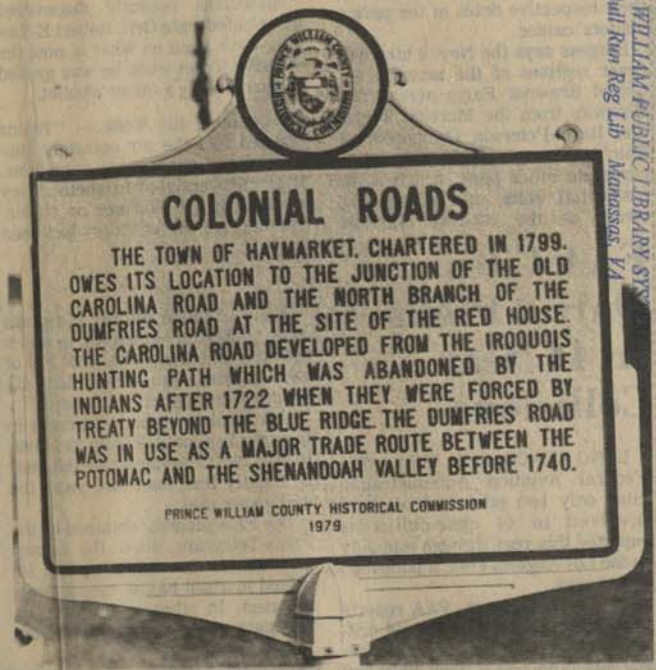 PRINCE WILLIAM COUNTY
HISTORICAL COMMISSION
COLONIAL ROADS
THE TOWN OF HAYMARKET, CHARTERED IN 1799.
OWES ITS LOCATION TO THE JUNCTION OF THE OLD
CAROLINA ROAD AND THE NORTH BRANCH OF THE
DUMFRIES ROAD AT THE SITE OF THE RED HOUSE.
THE CAROLINA ROAD DEVELOPED FROM THE IROQUOIS
HUNTING PATH WHICH WAS ABANDONED BY THE
INDIANS AFTER 1722 WHEN THEY WERE FORCED BY
TREATY BEYOND THE BLUE RIDGE. THE DUMFRIES ROAD
WAS IN USE AS A MAJOR TRADE ROUTE BETWEEN THE
POTOMAC AND THE SHENANDOAH VALLEY BEFORE 1740.
PRINCE WILLIAM COUNTY HISTORICAL COMMISSION
1979
WILLIAM PUBLIC LIBRARY
Bull Run Reg Lib Manassas, VA